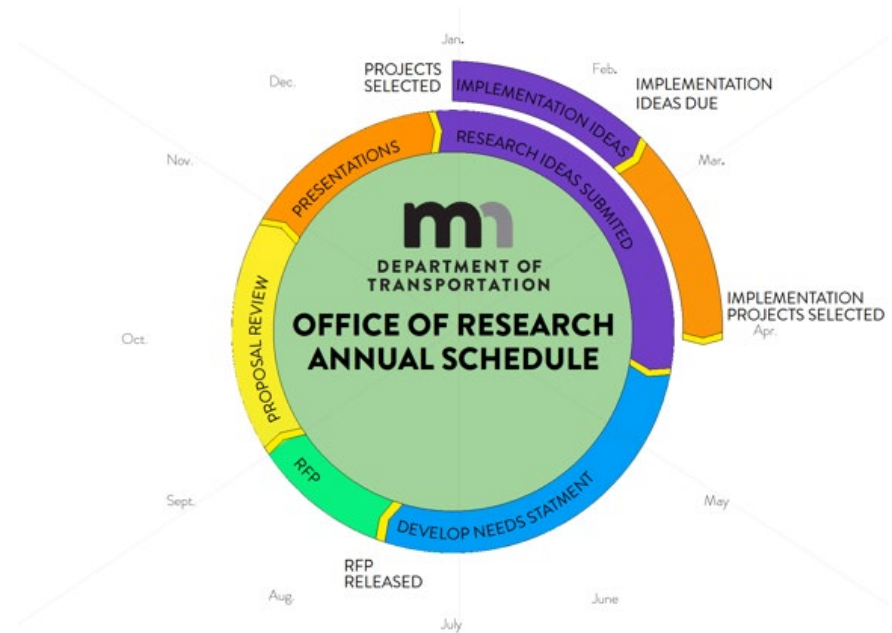 Jan.
Feb.
Mar.
Apr.
May
June
July
Aug.
Sept.
Oct.
Nov.
Dec.
PROJECTS
SELECTED
IMPLEMENTATION IDEAS
IMPLEMENTATION
IDEAS DUE
IMPLEMENTATION
PROJECTS SELECTED
RESEARCH IDEAS SUBMITED
DEVELOP NEEDS STATMENT
RFP
RELEASED
RFP
PROPOSAL REVIEW
PRESENTATIONS
mn
DEPARTMENT OF
TRANSPORTATION
OFFICE OF RESEARCH
ANNUAL SCHEDULE